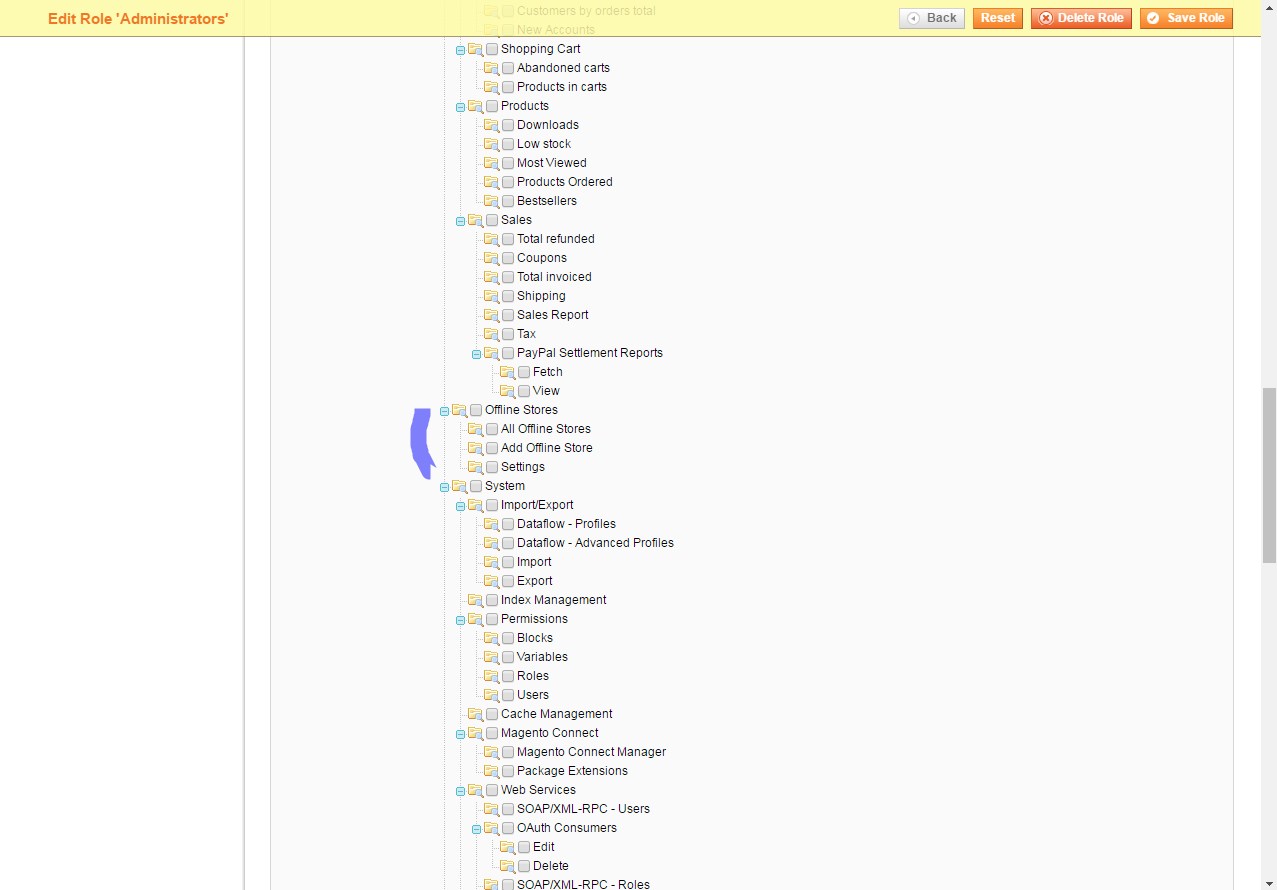 Edit Role 'Administrators'
Back
Reset
Delete Role
Save Role
Customers by orders total
New Accounts
Shopping Cart
Abandoned carts
Products in carts
Products
Downloads
Low stock
Most Viewed
Products Ordered
Bestsellers
Sales
Total refunded
Coupons
Total invoiced
Shipping
Sales Report
Tax
PayPal Settlement Reports
Fetch
View
Offline Stores
All Offline Stores
Add Offline Store
Settings
System
Import/Export
Dataflow - Profiles
Dataflow - Advanced Profiles
Import
Export
Index Management
Permissions
Blocks
Variables
Roles
Users
Cache Management
Magento Connect
Magento Connect Manager
Package Extensions
Web Services
SOAP/XML-RPC - Users
OAuth Consumers
Edit
Delete
SOAP/XML-RPC - Roles